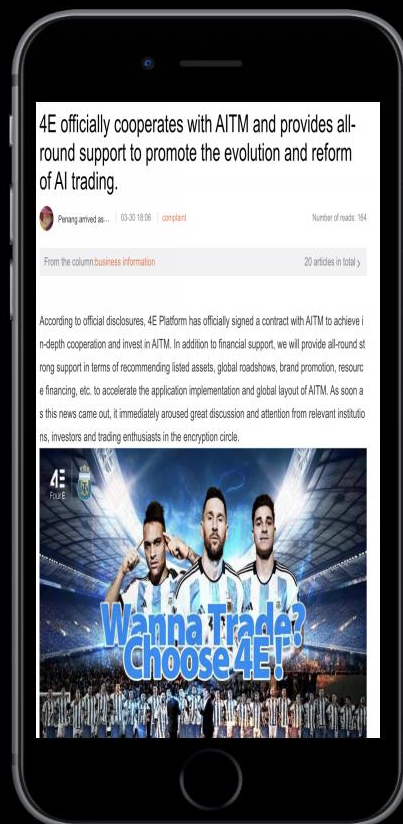 4E officially cooperates with AITM and provides all-
round support to promote the evolution and reform
of AI trading.
Penang arrived as··· 03-30 18:06 complaint Number of reads: 164
From the column:business information 20 articles in total >
According to official disclosures, 4E Platform has officially signed a contract with AITM to achieve i
n-depth cooperation and invest in AITM. In addition to financial support, we will provide all-round st
rong support in terms of recommending listed assets, global roadshows, brand promotion, resourc
e financing, etc. to accelerate the application implementation and global layout of AITM. As soon a
s this news came out, it immediately aroused great discussion and attention from relevant institutio
ns, investors and trading enthusiasts in the encryption circle.
4E
FourE
Wanna Trade?
Choose 4E!